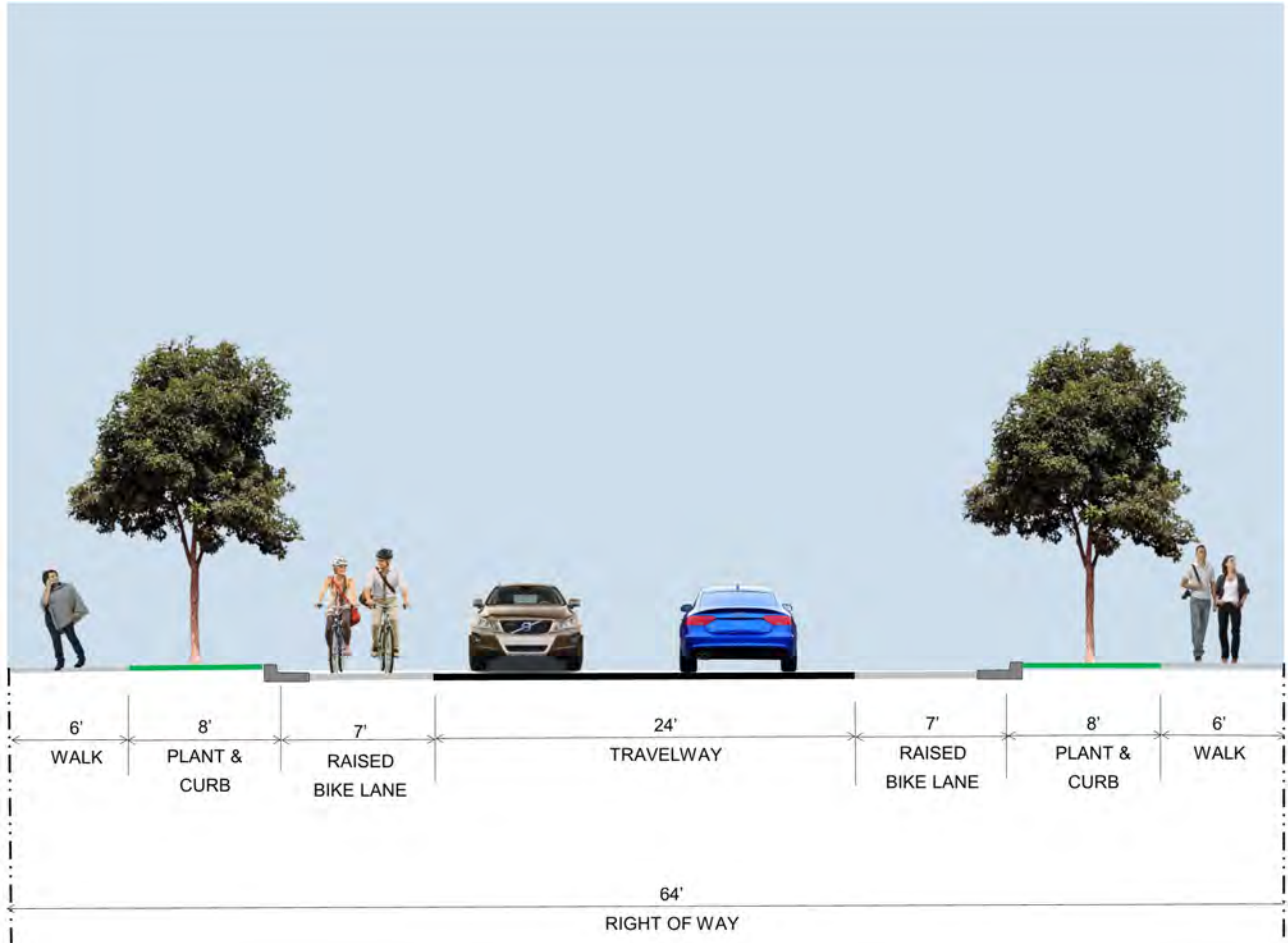 6' 8' 7' 24' 7' 8' 6'
WALK PLANT & RAISED TRAVELWAY RAISED PLANT & WALK
CURB BIKE LANE BIKE LANE CURB
64'
RIGHT OF WAY